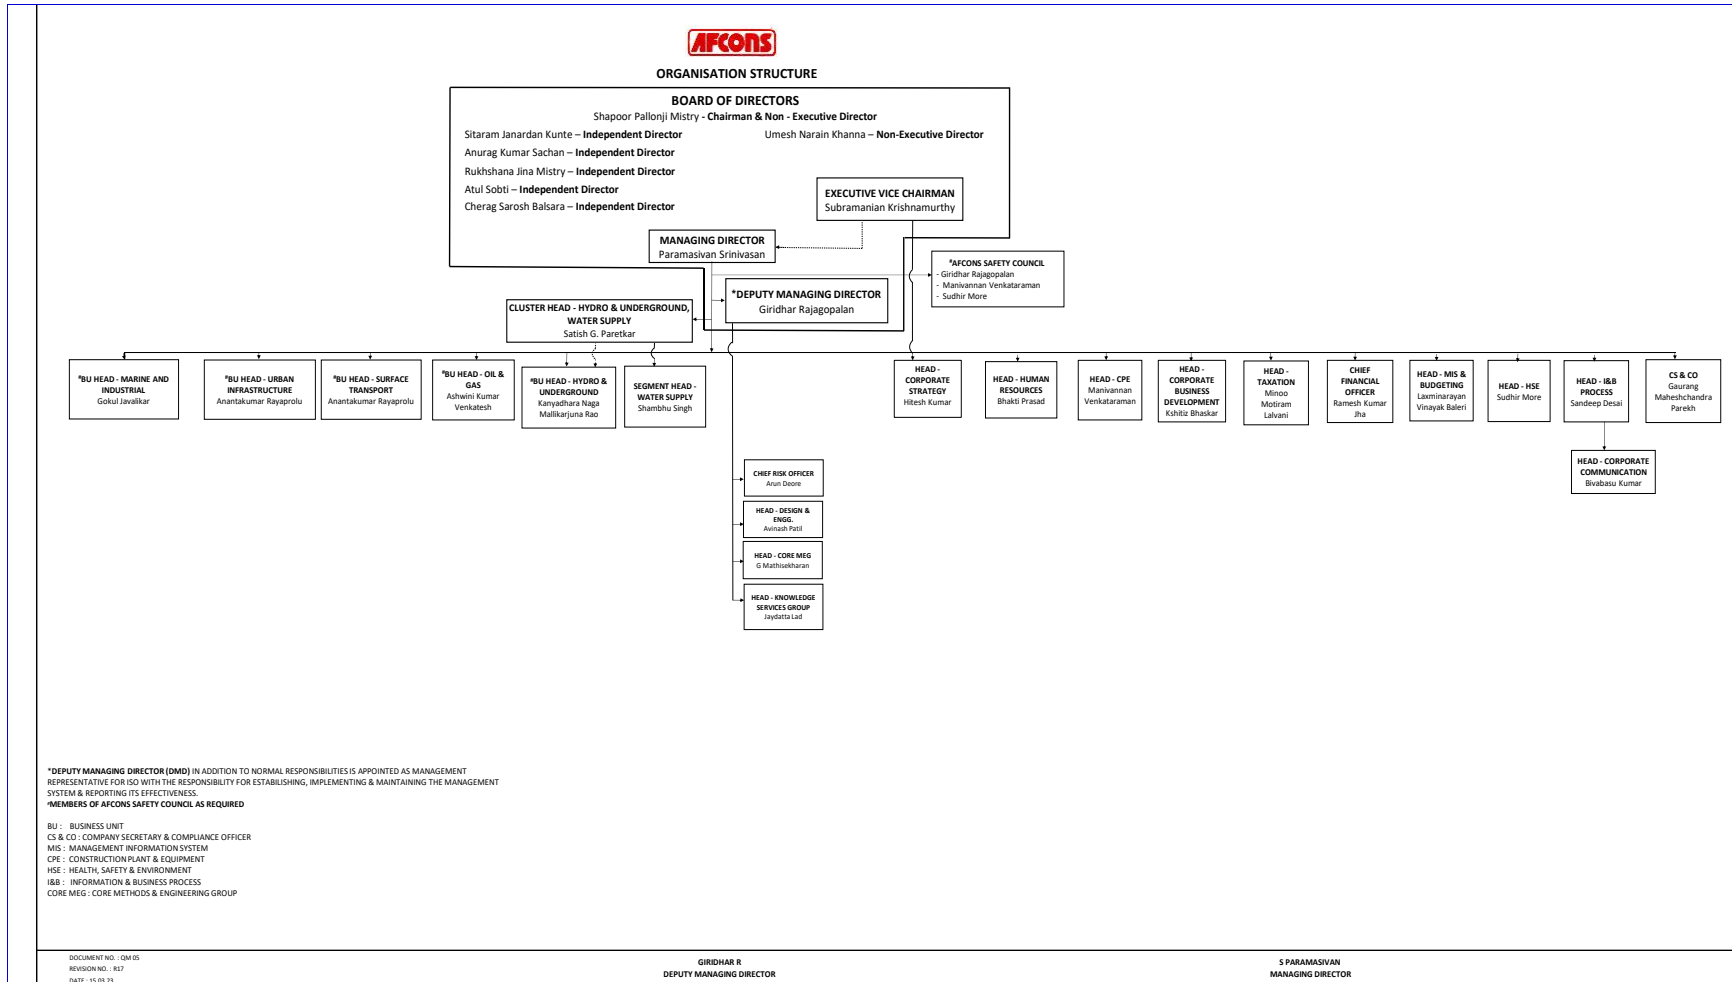 AFCONS
ORGANISATION STRUCTURE
BOARD OF DIRECTORS
Shapoor Pallonji Mistry - Chairman & Non - Executive Director
Sitaram Janardan Kunte – Independent Director
Umesh Narain Khanna – Non-Executive Director
Anurag Kumar Sachan – Independent Director
Rukhshana Jina Mistry – Independent Director
Atul Sobti – Independent Director
Cherag Sarosh Balsara – Independent Director
EXECUTIVE VICE CHAIRMAN
Subramanian Krishnamurthy
MANAGING DIRECTOR
Paramasivan Srinivasan
#AFCONS SAFETY COUNCIL
- Giridhar Rajagopalan
- Manivannan Venkataraman
- Sudhir More
*DEPUTY MANAGING DIRECTOR
Giridhar Rajagopalan
CLUSTER HEAD - HYDRO & UNDERGROUND,
WATER SUPPLY
Satish G. Paretkar
#BU HEAD - MARINE AND
INDUSTRIAL
Gokul Javalikar
#BU HEAD - URBAN
INFRASTRUCTURE
Anantakumar Rayaprolu
#BU HEAD - SURFACE
TRANSPORT
Anantakumar Rayaprolu
#BU HEAD - OIL &
GAS
Ashwini Kumar
Venkatesh
#BU HEAD - HYDRO &
UNDERGROUND
Kanyadhara Naga
Mallikarjuna Rao
SEGMENT HEAD -
WATER SUPPLY
Shambhu Singh
HEAD -
CORPORATE
STRATEGY
Hitesh Kumar
HEAD - HUMAN
RESOURCES
Bhakti Prasad
HEAD - CPE
Manivannan
Venkataraman
HEAD -
CORPORATE
BUSINESS
DEVELOPMENT
Kshitiz Bhaskar
HEAD -
TAXATION
Minoo
Motiram
Lalvani
CHIEF
FINANCIAL
OFFICER
Ramesh Kumar
Jha
HEAD - MIS &
BUDGETING
Laxminarayan
Vinayak Baleri
HEAD - HSE
Sudhir More
HEAD - I&B
PROCESS
Sandeep Desai
CS & CO
Gaurang
Maheshchandra
Parekh
HEAD - CORPORATE
COMMUNICATION
Bivabasu Kumar
CHIEF RISK OFFICER
Arun Deore
HEAD - DESIGN &
ENGG.
Avinash Patil
HEAD - CORE MEG
G Mathisekharan
HEAD - KNOWLEDGE
SERVICES GROUP
Jaydatta Lad
*DEPUTY MANAGING DIRECTOR (DMD) IN ADDITION TO NORMAL RESPONSIBILITIES IS APPOINTED AS MANAGEMENT
REPRESENTATIVE FOR ISO WITH THE RESPONSIBILITY FOR ESTABILISHING, IMPLEMENTING & MAINTAINING THE MANAGEMENT
SYSTEM & REPORTING ITS EFFECTIVENESS.
#MEMBERS OF AFCONS SAFETY COUNCIL AS REQUIRED
BU : BUSINESS UNIT
CS & CO : COMPANY SECRETARY & COMPLIANCE OFFICER
MIS : MANAGEMENT INFORMATION SYSTEM
CPE : CONSTRUCTION PLANT & EQUIPMENT
HSE : HEALTH, SAFETY & ENVIRONMENT
I&B : INFORMATION & BUSINESS PROCESS
CORE MEG : CORE METHODS & ENGINEERING GROUP
DOCUMENT NO. : QM 05
REVISION NO. : R17
DATE : 15.03.23
GIRIDHAR R
DEPUTY MANAGING DIRECTOR
S PARAMASIVAN
MANAGING DIRECTOR